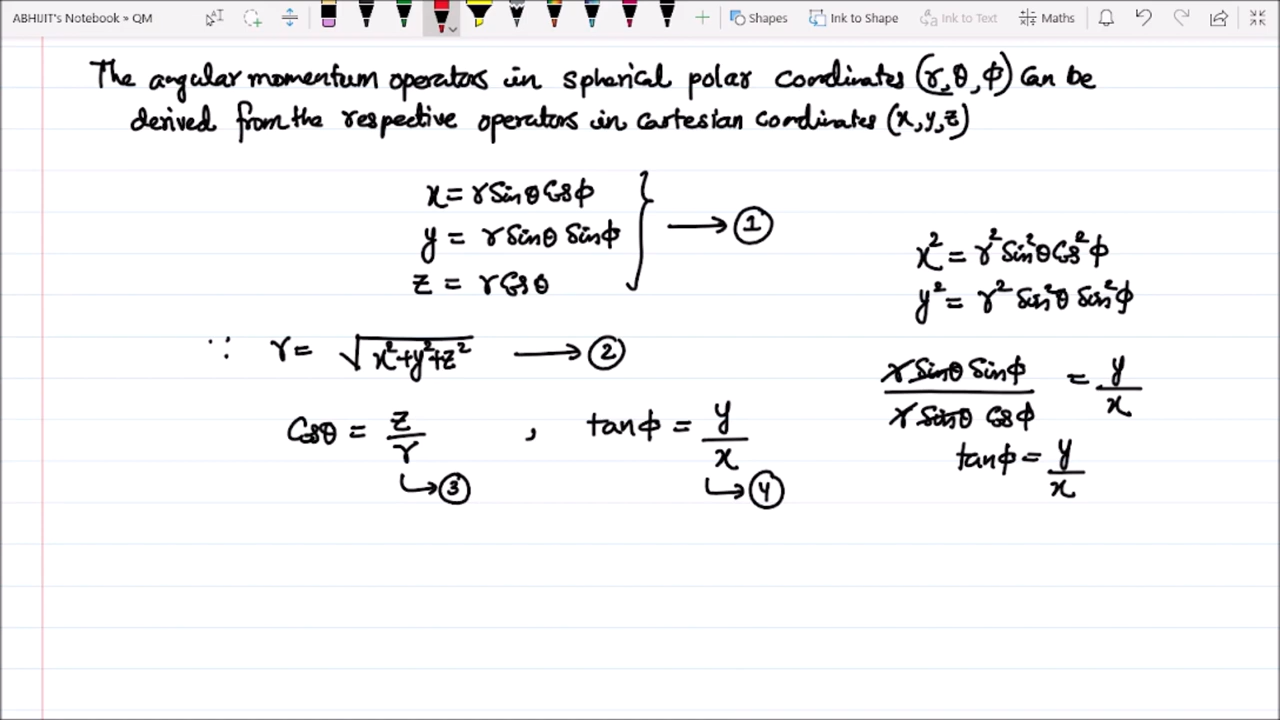 ABHIJIT's Notebook » QM
Shapes
Ink to Shape
Ink to Text
Maths
The angular momentum operators in spherical polar coordinates (r, θ, ϕ) can be
derived from the respective operators in cartesian coordinates (x, y, z)
x = r Sinθ Cosϕ
y = r Sinθ Sinϕ
z = r Cosθ
} ⟶ ①
∵ r = √(x²+y²+z²) ⟶ ②
Cosθ = z/r , tanϕ = y/x
↳ ③ ↳ ④
x² = r² Sin²θ Cos²ϕ
y² = r² Sin²θ Sin²ϕ
r Sinθ Sinϕ / r Sinθ Cosϕ = y/x
tanϕ = y/x